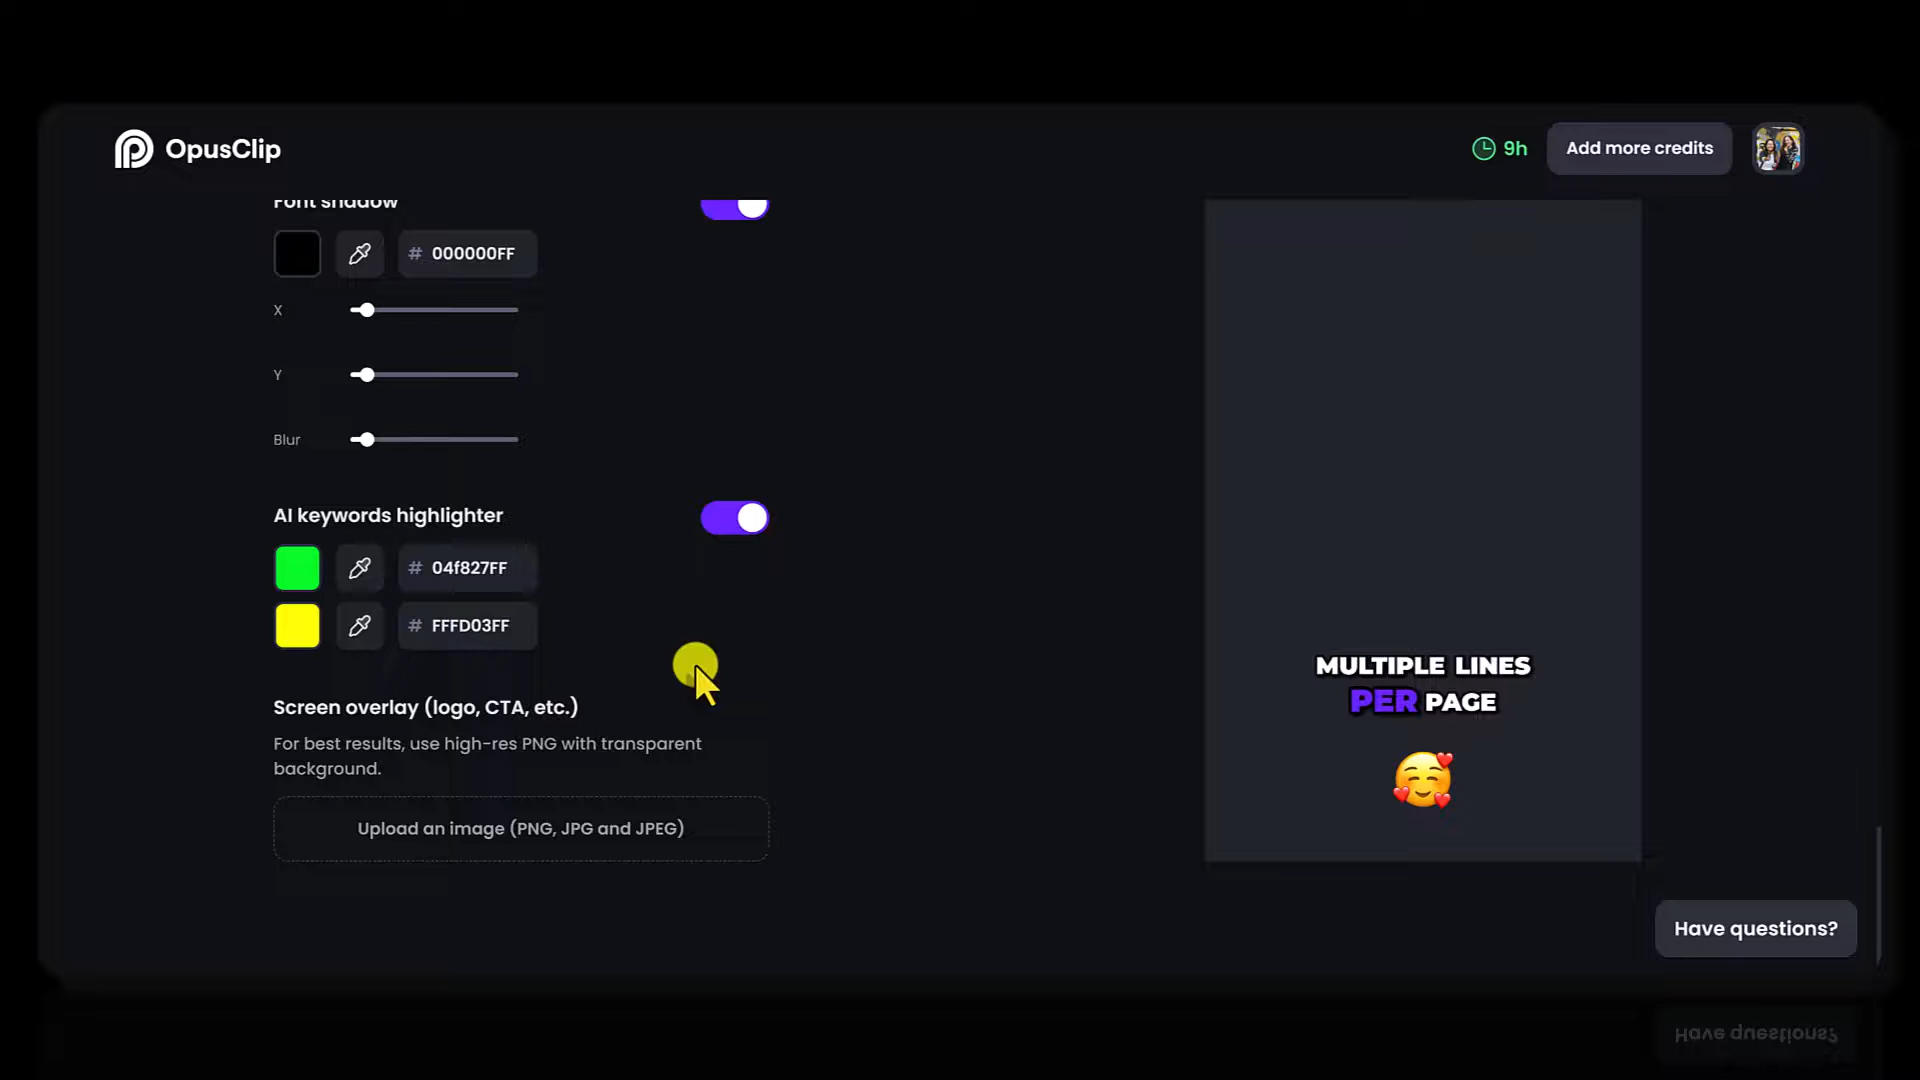 OpusClip
9h
Add more credits
Font shadow
# 000000FF
X
Y
Blur
AI keywords highlighter
# 04f827FF
# FFFD03FF
Screen overlay (logo, CTA, etc.)
For best results, use high-res PNG with transparent
background.
Upload an image (PNG, JPG and JPEG)
MULTIPLE LINES
PER PAGE
Have questions?
Have questions?